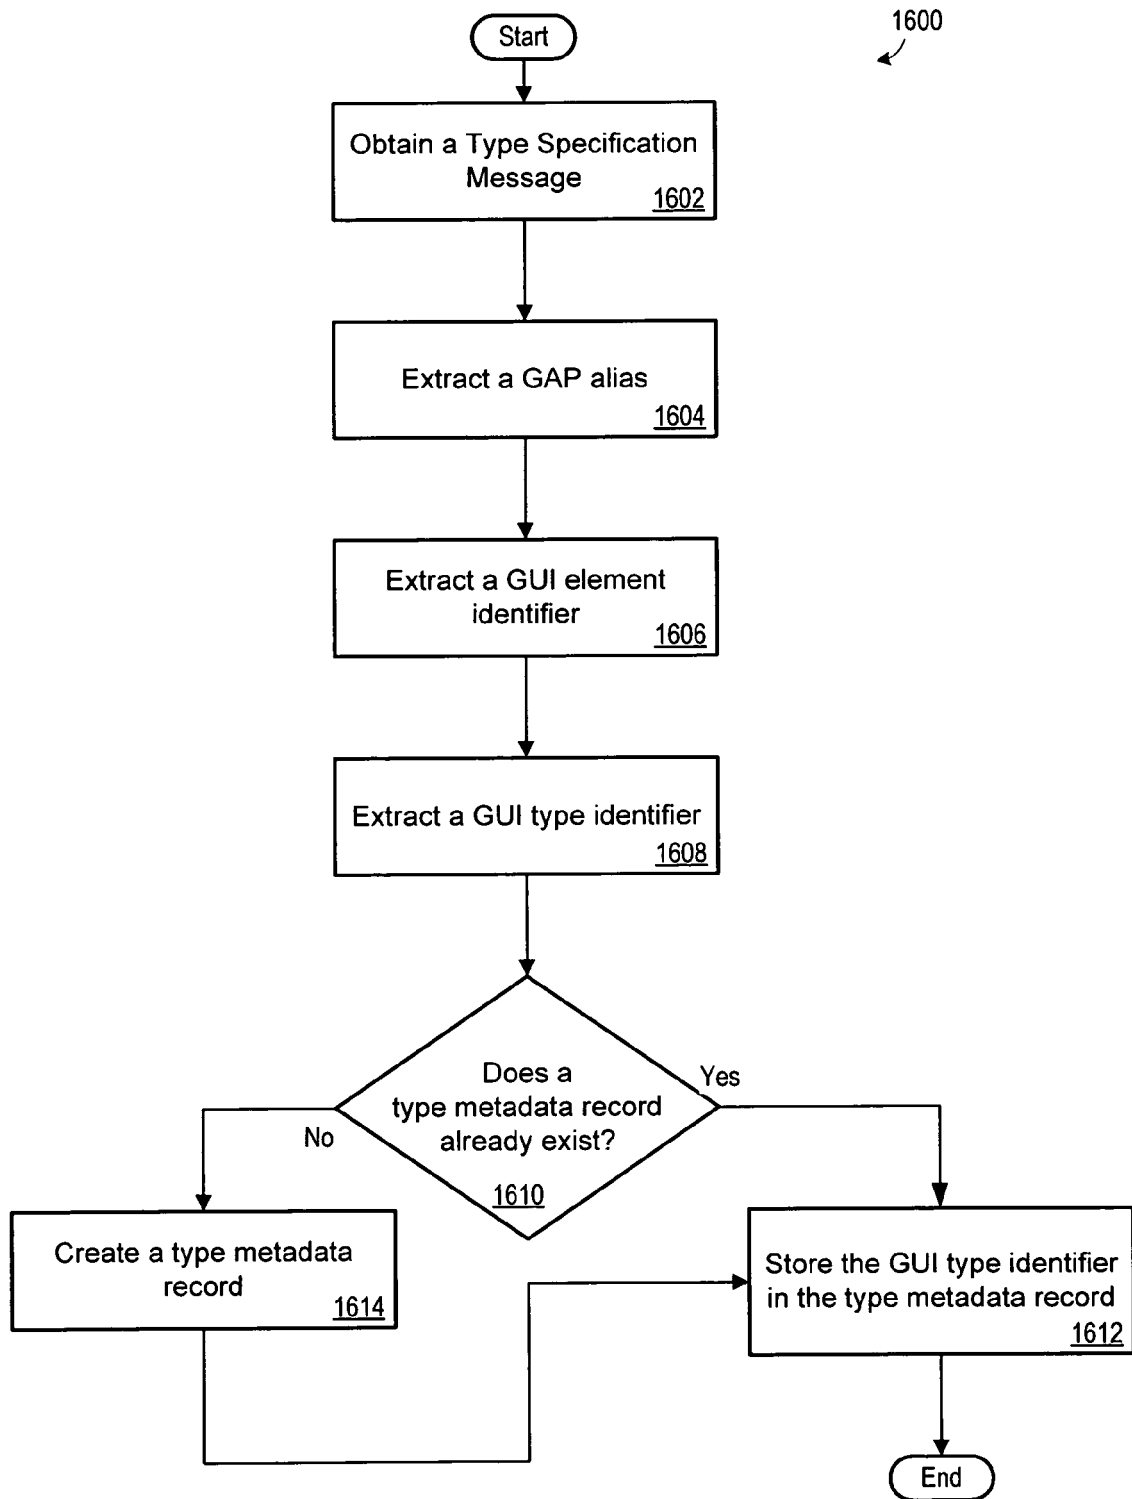 Start
1600
Obtain a Type Specification
Message
1602
Extract a GAP alias
1604
Extract a GUI element
identifier
1606
Extract a GUI type identifier
1608
Does a
type metadata record
already exist?
1610
Yes
No
Create a type metadata
record
1614
Store the GUI type identifier
in the type metadata record
1612
End